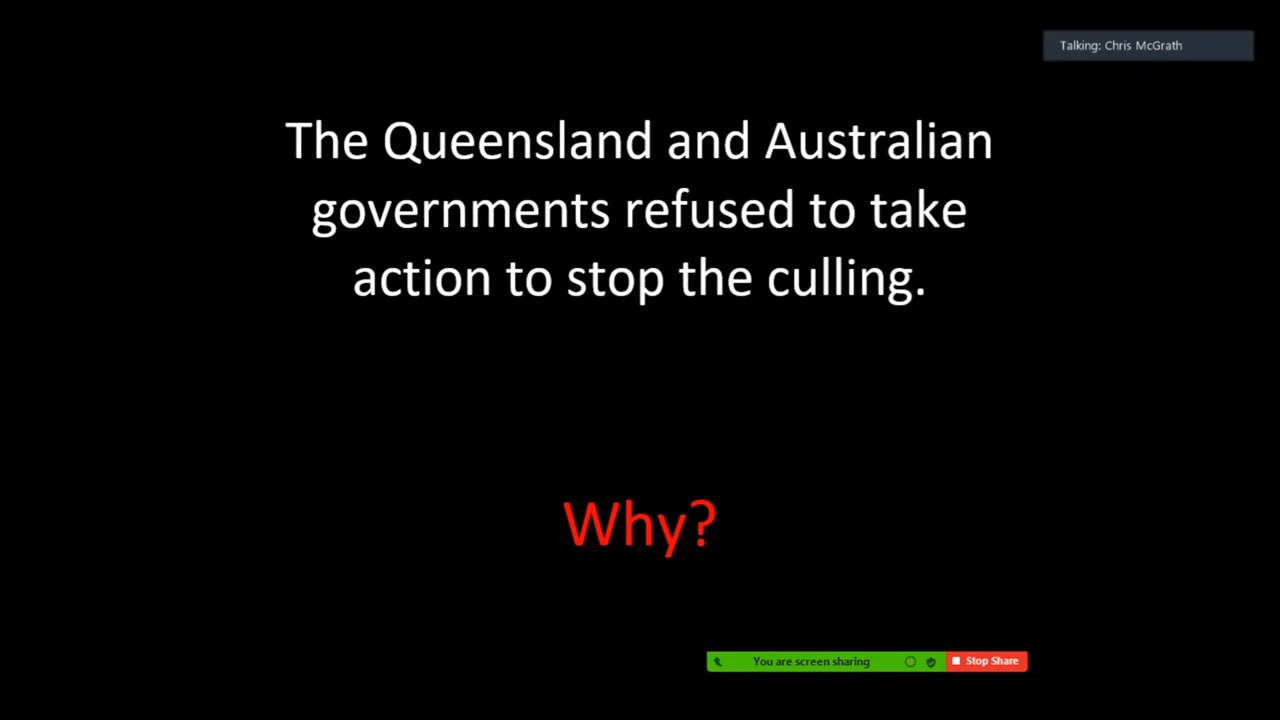 Talking: Chris McGrath
The Queensland and Australian
governments refused to take
action to stop the culling.
Why?
You are screen sharing
Stop Share